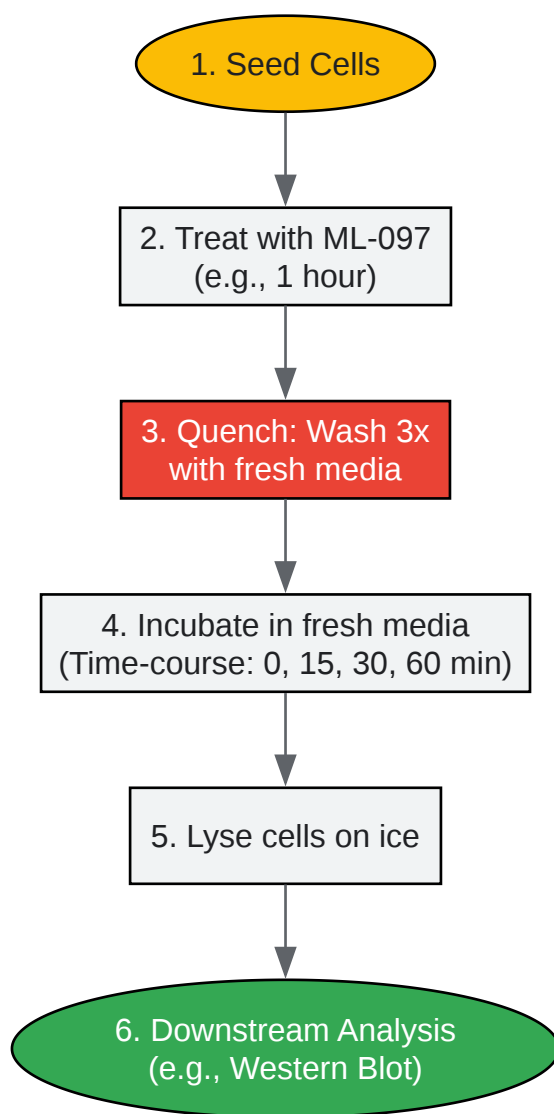 1. Seed Cells
2. Treat with ML-097
(e.g., 1 hour)
3. Quench: Wash 3x
with fresh media
4. Incubate in fresh media
(Time-course: 0, 15, 30, 60 min)
5. Lyse cells on ice
6. Downstream Analysis
(e.g., Western Blot)